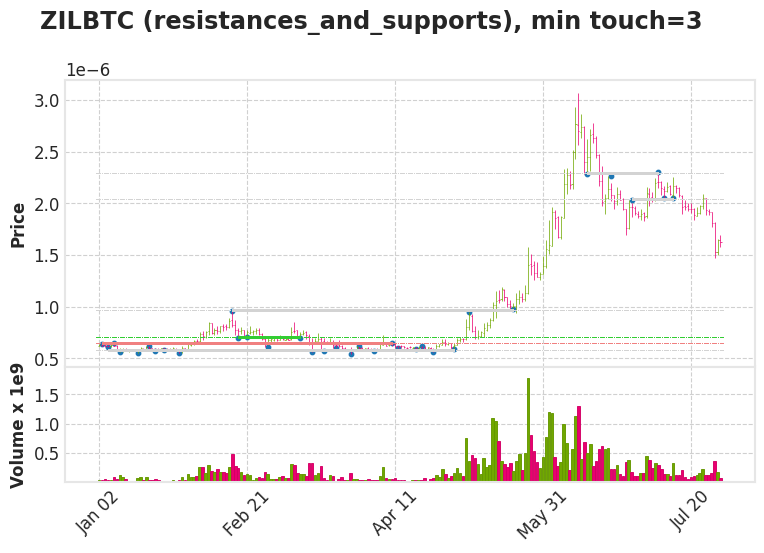 ZILBTC (resistances_and_supports), min touch=3
1e−6
3.0
2.5
2.0
1.5
1.0
0.5
Price
1.5
1.0
0.5
Volume x 1e9
Jan 02
Feb 21
Apr 11
May 31
Jul 20